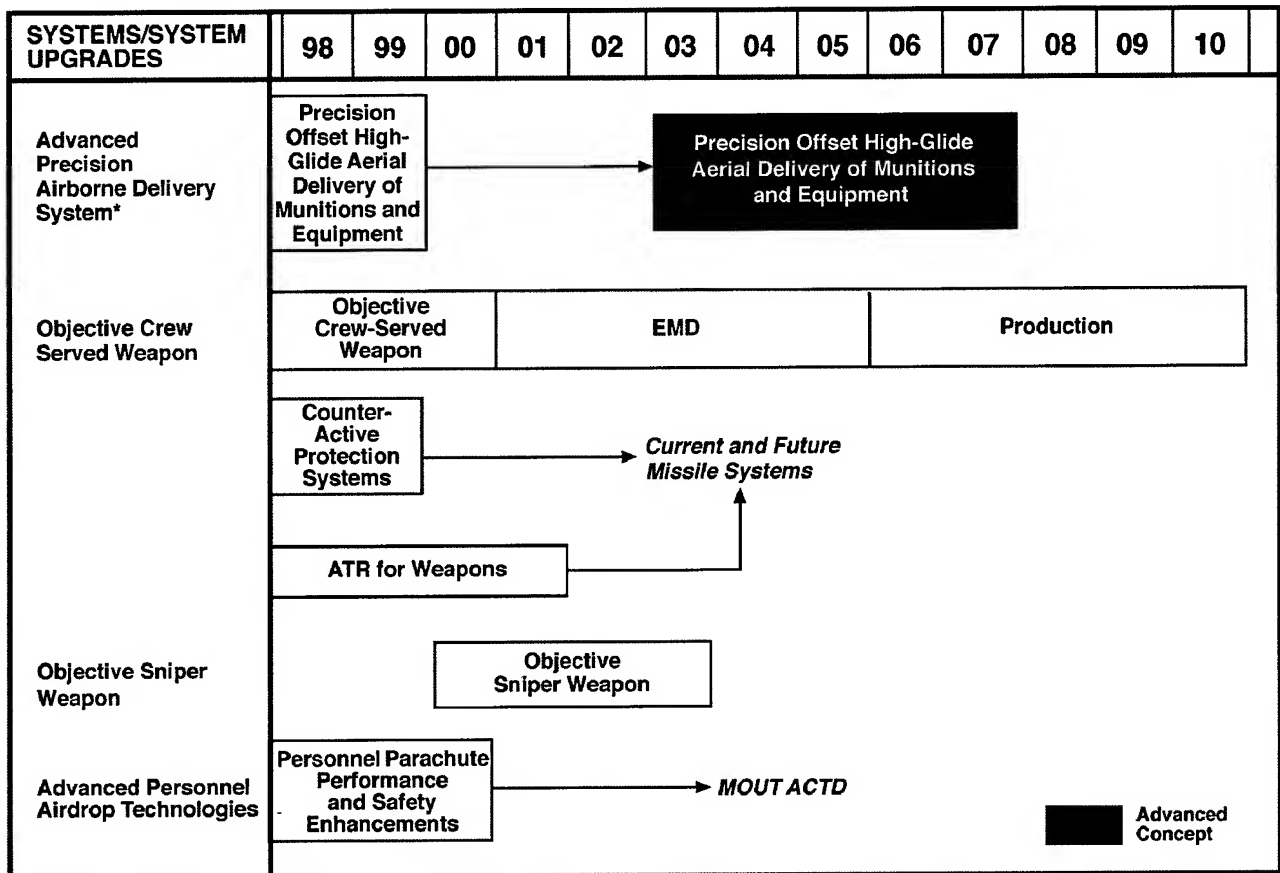 SYSTEMS/SYSTEM
UPGRADES
98 99 00 01 02 03 04 05 06 07 08 09 10
Advanced
Precision
Airborne Delivery
System*
Precision
Offset High-
Glide Aerial
Delivery of
Munitions and
Equipment
Precision Offset High-Glide
Aerial Delivery of Munitions
and Equipment
Objective Crew
Served Weapon
Objective
Crew-Served
Weapon
EMD
Production
Counter-
Active
Protection
Systems
Current and Future
Missile Systems
ATR for Weapons
Objective Sniper
Weapon
Objective
Sniper Weapon
Advanced Personnel
Airdrop Technologies
Personnel Parachute
Performance
and Safety
Enhancements
MOUT ACTD
Advanced
Concept